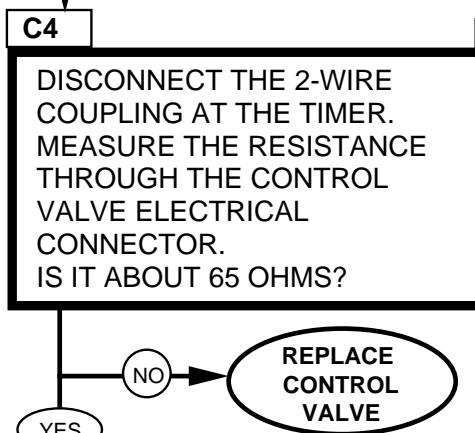 C4
DISCONNECT THE 2-WIRE
COUPLING AT THE TIMER.
MEASURE THE RESISTANCE
THROUGH THE CONTROL
VALVE ELECTRICAL
CONNECTOR.
IS IT ABOUT 65 OHMS?
NO
REPLACE
CONTROL
VALVE
YES